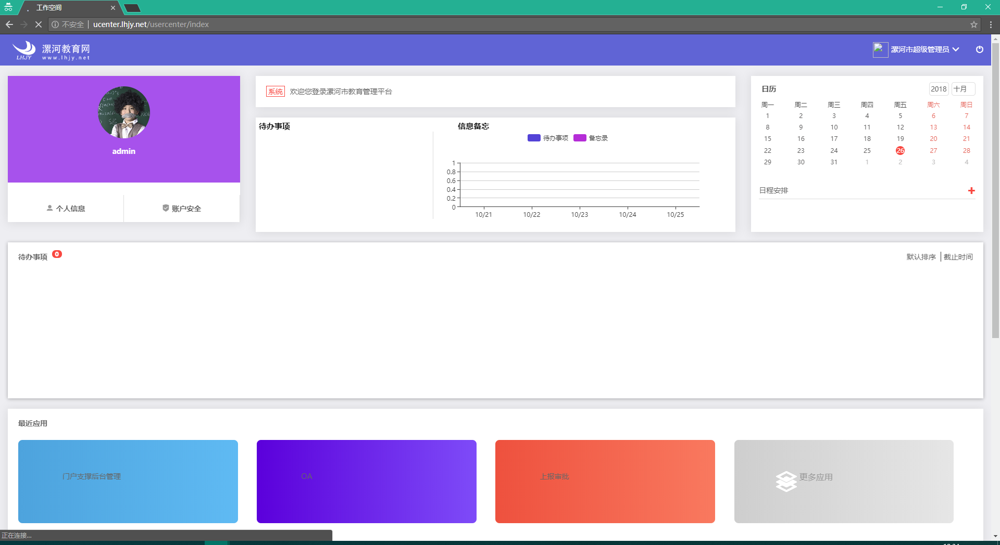 工作空间
不安全 ucenter.lhjy.net/usercenter/index
LHJY 漯河教育网
www.lhjy.net
漯河市超级管理员
admin
个人信息 账户安全
系统 欢迎您登录漯河市教育管理平台
待办事项
信息备忘
待办事项 备忘录
1
0.8
0.6
0.4
0.2
0
10/21 10/22 10/23 10/24 10/25
日历 2018 十月
周一 周二 周三 周四 周五 周六 周日
1 2 3 4 5 6 7
8 9 10 11 12 13 14
15 16 17 18 19 20 21
22 23 24 25 26 27 28
29 30 31 1 2 3 4
日程安排
待办事项 0
默认排序 截止时间
最近应用
门户支撑后台管理
OA
上报审批
更多应用
正在连接...